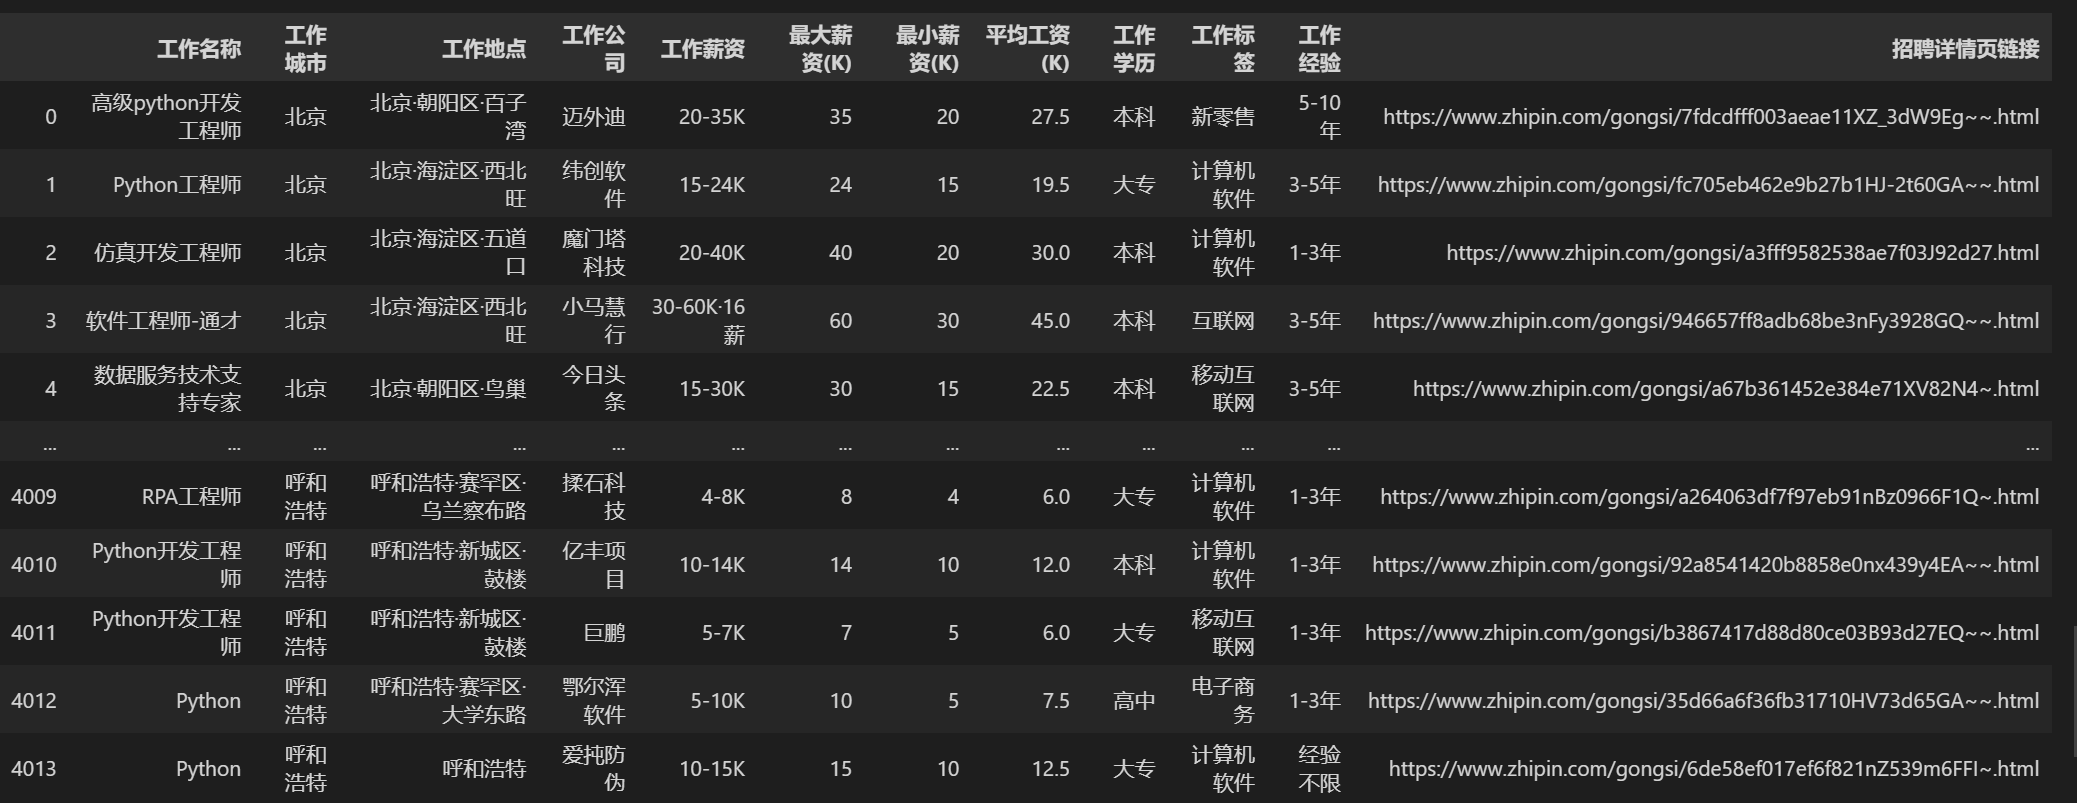 工作名称 工作城市 工作地点 工作公司 工作薪资 最大薪资(K) 最小薪资(K) 平均工资(K) 工作学历 工作标签 工作经验 招聘详情页链接
0 高级python开发工程师 北京 北京·朝阳区·百子湾 迈外迪 20-35K 35 20 27.5 本科 新零售 5-10年 https://www.zhipin.com/gongsi/7fdcdfff003aeae11XZ_3dW9Eg~~.html
1 Python工程师 北京 北京·海淀区·西北旺 纬创软件 15-24K 24 15 19.5 大专 计算机软件 3-5年 https://www.zhipin.com/gongsi/fc705eb462e9b27b1HJ-2t60GA~~.html
2 仿真开发工程师 北京 北京·海淀区·五道口 魔门塔科技 20-40K 40 20 30.0 本科 计算机软件 1-3年 https://www.zhipin.com/gongsi/a3fff9582538ae7f03J92d27.html
3 软件工程师-通才 北京 北京·海淀区·西北旺 小马慧行 30-60K·16薪 60 30 45.0 本科 互联网 3-5年 https://www.zhipin.com/gongsi/946657ff8adb68be3nFy3928GQ~~.html
4 数据服务技术支持专家 北京 北京·朝阳区·鸟巢 今日头条 15-30K 30 15 22.5 本科 移动互联网 3-5年 https://www.zhipin.com/gongsi/a67b361452e384e71XV82N4~.html
... ... ... ... ... ... ... ... ... ... ... ... ...
4009 RPA工程师 呼和浩特 呼和浩特·赛罕区·乌兰察布路 揉石科技 4-8K 8 4 6.0 大专 计算机软件 1-3年 https://www.zhipin.com/gongsi/a264063df7f97eb91nBz0966F1Q~.html
4010 Python开发工程师 呼和浩特 呼和浩特·新城区·鼓楼 亿丰项目 10-14K 14 10 12.0 本科 计算机软件 1-3年 https://www.zhipin.com/gongsi/92a8541420b8858e0nx439y4EA~~.html
4011 Python开发工程师 呼和浩特 呼和浩特·新城区·鼓楼 巨鹏 5-7K 7 5 6.0 大专 移动互联网 1-3年 https://www.zhipin.com/gongsi/b3867417d88d80ce03B93d27EQ~~.html
4012 Python 呼和浩特 呼和浩特·赛罕区·大学东路 鄂尔浑软件 5-10K 10 5 7.5 高中 电子商务 1-3年 https://www.zhipin.com/gongsi/35d66a6f36fb31710HV73d65GA~~.html
4013 Python 呼和浩特 呼和浩特 爱扽防伪 10-15K 15 10 12.5 大专 计算机软件 经验不限 https://www.zhipin.com/gongsi/6de58ef017ef6f821nZ539m6FFI~.html